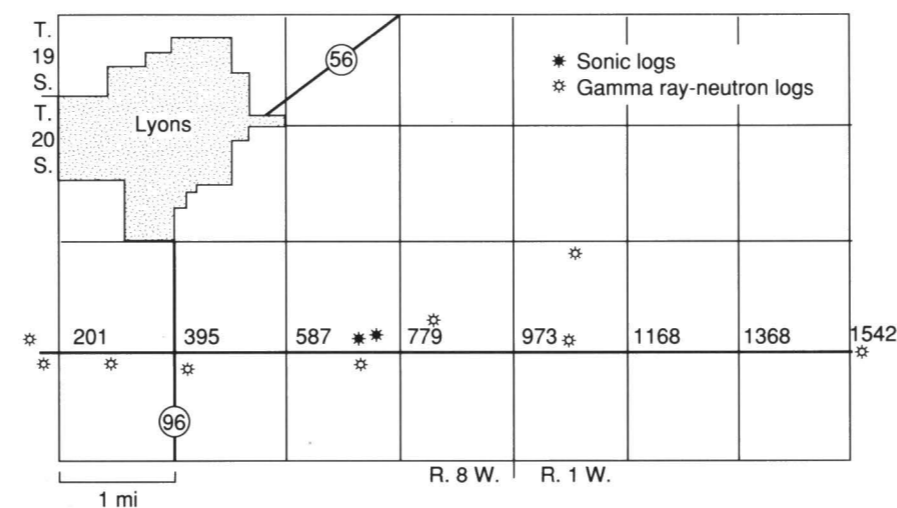 T.
19
S.
T.
20
S.
56
Sonic logs
Gamma ray-neutron logs
Lyons
201 395 587 779 973 1168 1368 1542
96
R. 8 W. R. 1 W.
1 mi